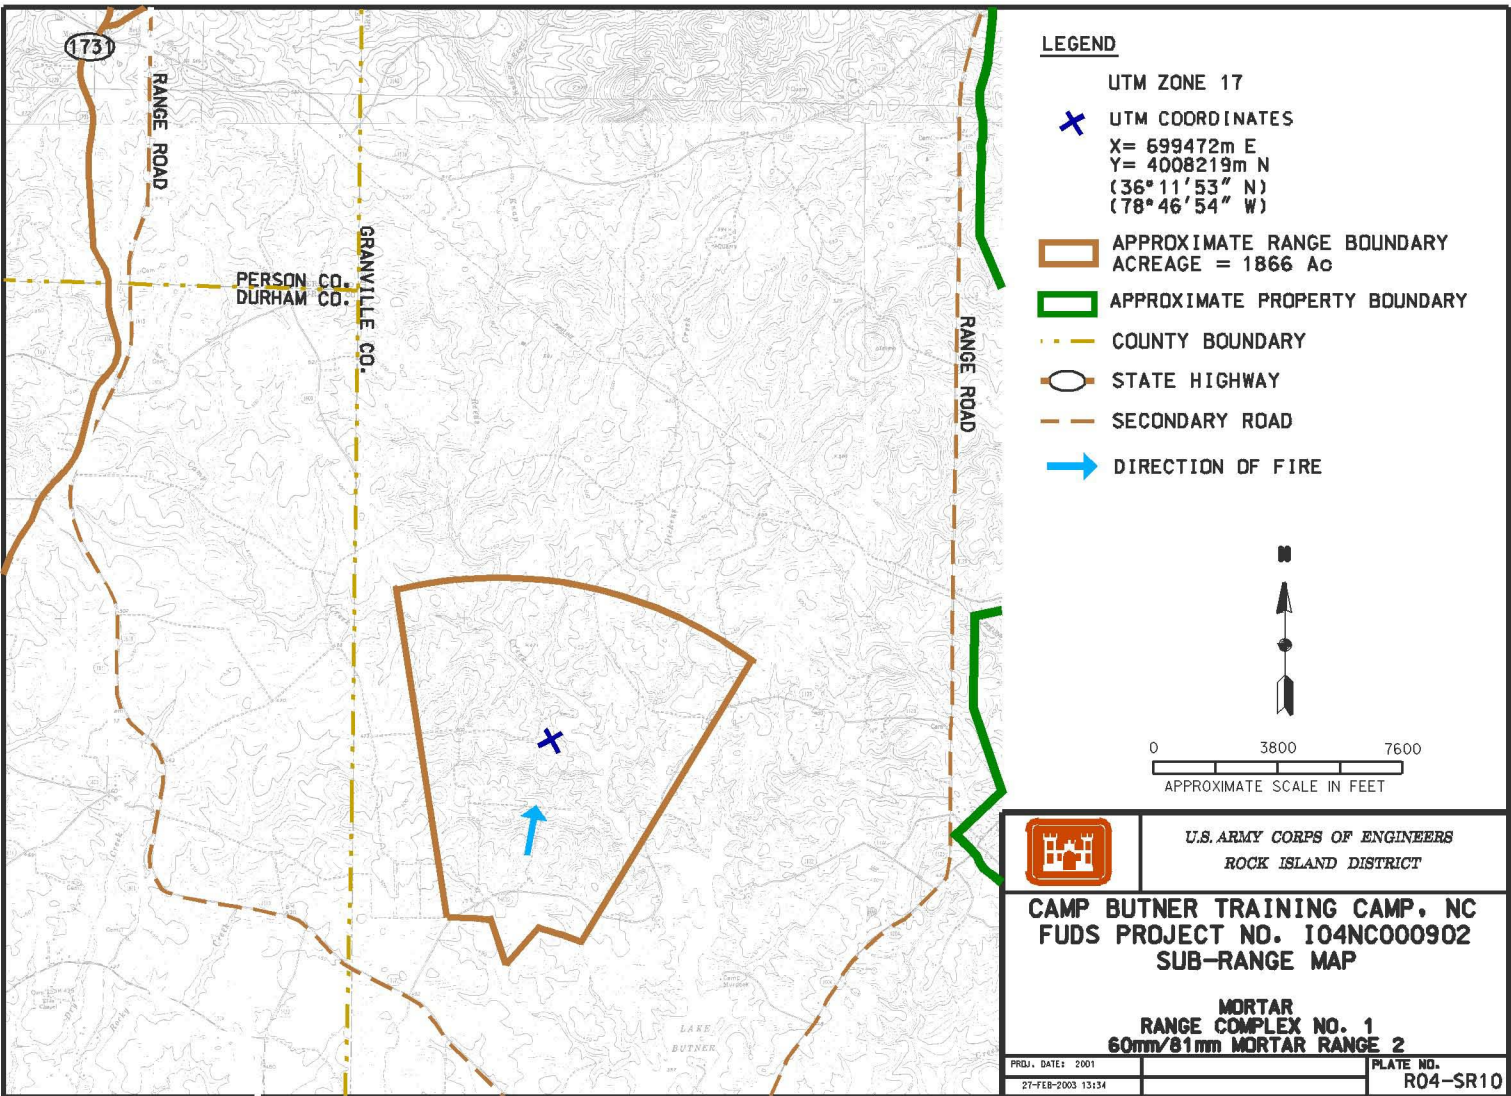 1731
RANGE ROAD
PERSON CO.
DURHAM CO.
GRANVILLE CO.
RANGE ROAD
LAKE
BUTNER
LEGEND
UTM ZONE 17
UTM COORDINATES
X= 699472m E
Y= 4008219m N
(36°11'53" N)
(78°46'54" W)
APPROXIMATE RANGE BOUNDARY
ACREAGE = 1866 Ac
APPROXIMATE PROPERTY BOUNDARY
COUNTY BOUNDARY
STATE HIGHWAY
SECONDARY ROAD
DIRECTION OF FIRE
N
0 3800 7600
APPROXIMATE SCALE IN FEET
U.S. ARMY CORPS OF ENGINEERS
ROCK ISLAND DISTRICT
CAMP BUTNER TRAINING CAMP, NC
FUDS PROJECT NO. I04NC000902
SUB-RANGE MAP
MORTAR
RANGE COMPLEX NO. 1
60mm/81mm MORTAR RANGE 2
PROJ. DATE: 2001
27-FEB-2003 13:34
PLATE NO.
R04-SR10